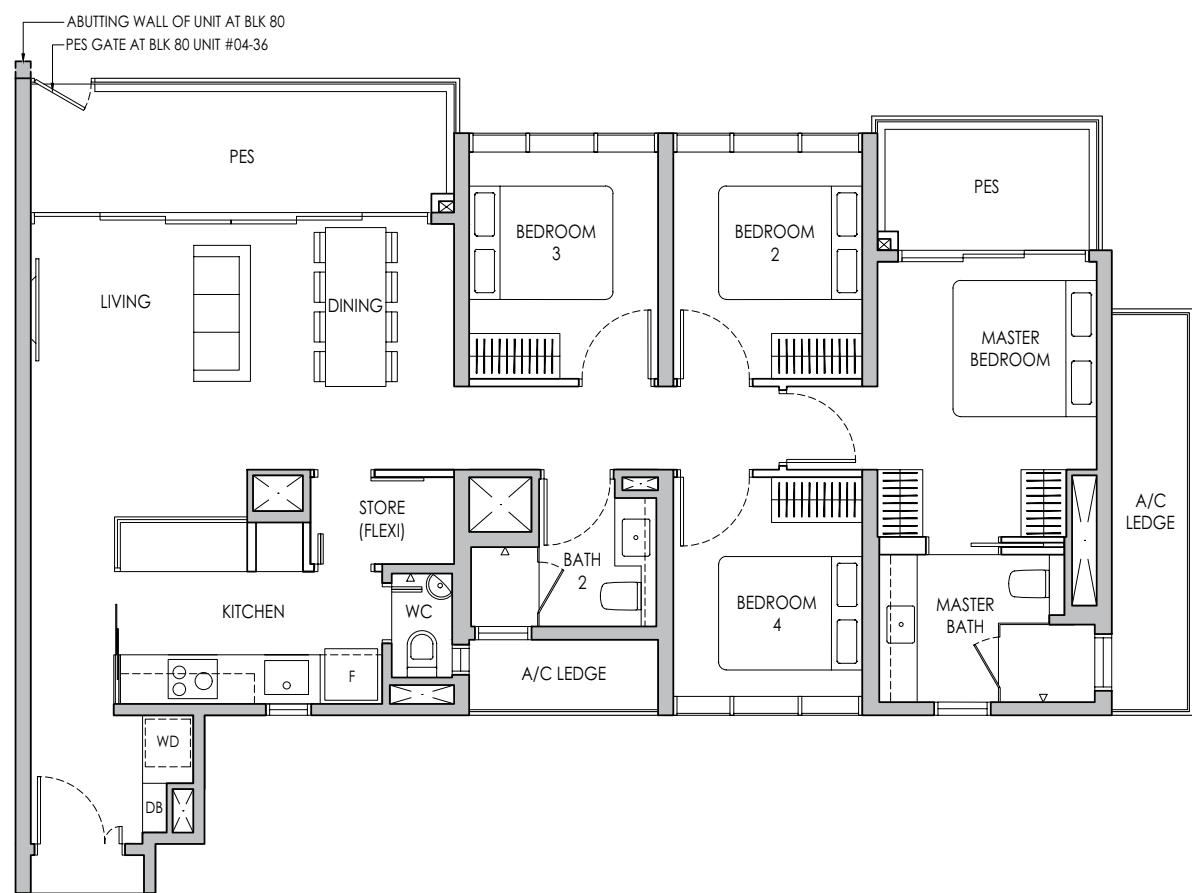 ABUTTING WALL OF UNIT AT BLK 80
PES GATE AT BLK 80 UNIT #04-36
PES
PES
BEDROOM
3
BEDROOM
2
LIVING
DINING
MASTER
BEDROOM
STORE
(FLEXI)
A/C
LEDGE
BATH
2
KITCHEN
WC
BEDROOM
4
MASTER
BATH
F
A/C LEDGE
WD
DB